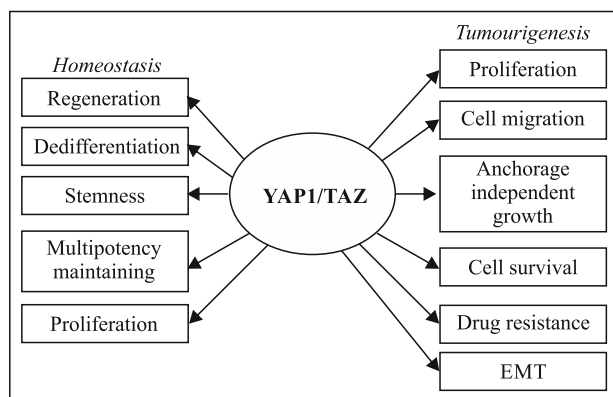 Homeostasis
Regeneration
Dedifferentiation
Stemness
Multipotency
maintaining
Proliferation
YAP1/TAZ
Tumourigenesis
Proliferation
Cell migration
Anchorage
independent
growth
Cell survival
Drug resistance
EMT